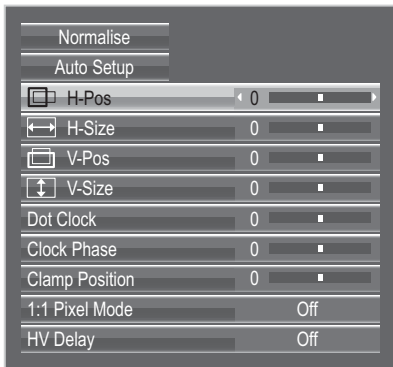 Normalise
Auto Setup
H-Pos 0
H-Size 0
V-Pos 0
V-Size 0
Dot Clock 0
Clock Phase 0
Clamp Position 0
1:1 Pixel Mode Off
HV Delay Off